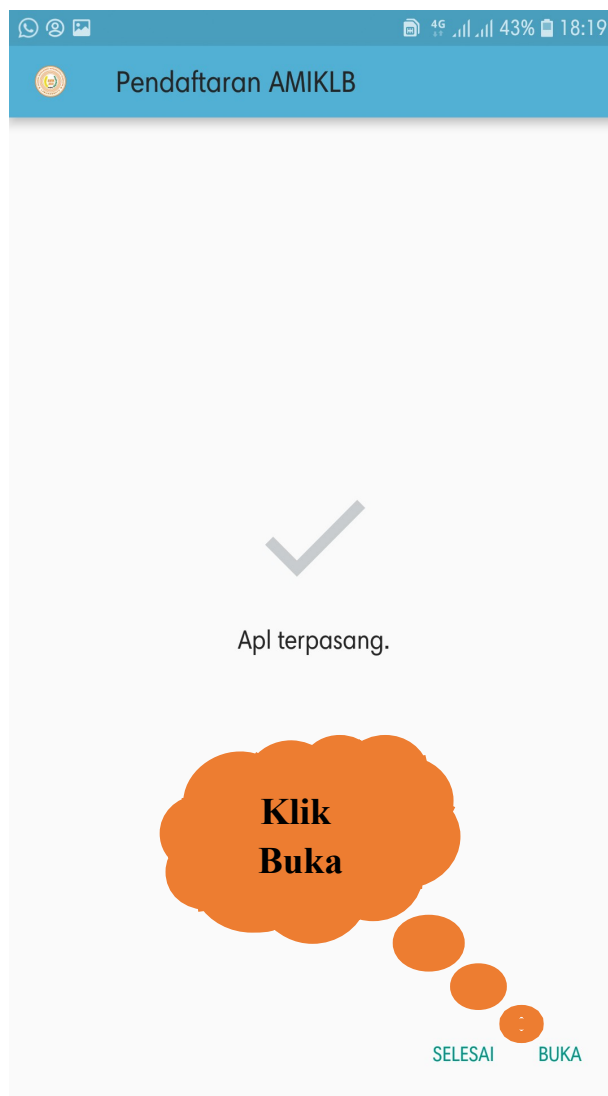 4G 43% 18:19
Pendaftaran AMIKLB
Apl terpasang.
Klik
Buka
SELESAI BUKA